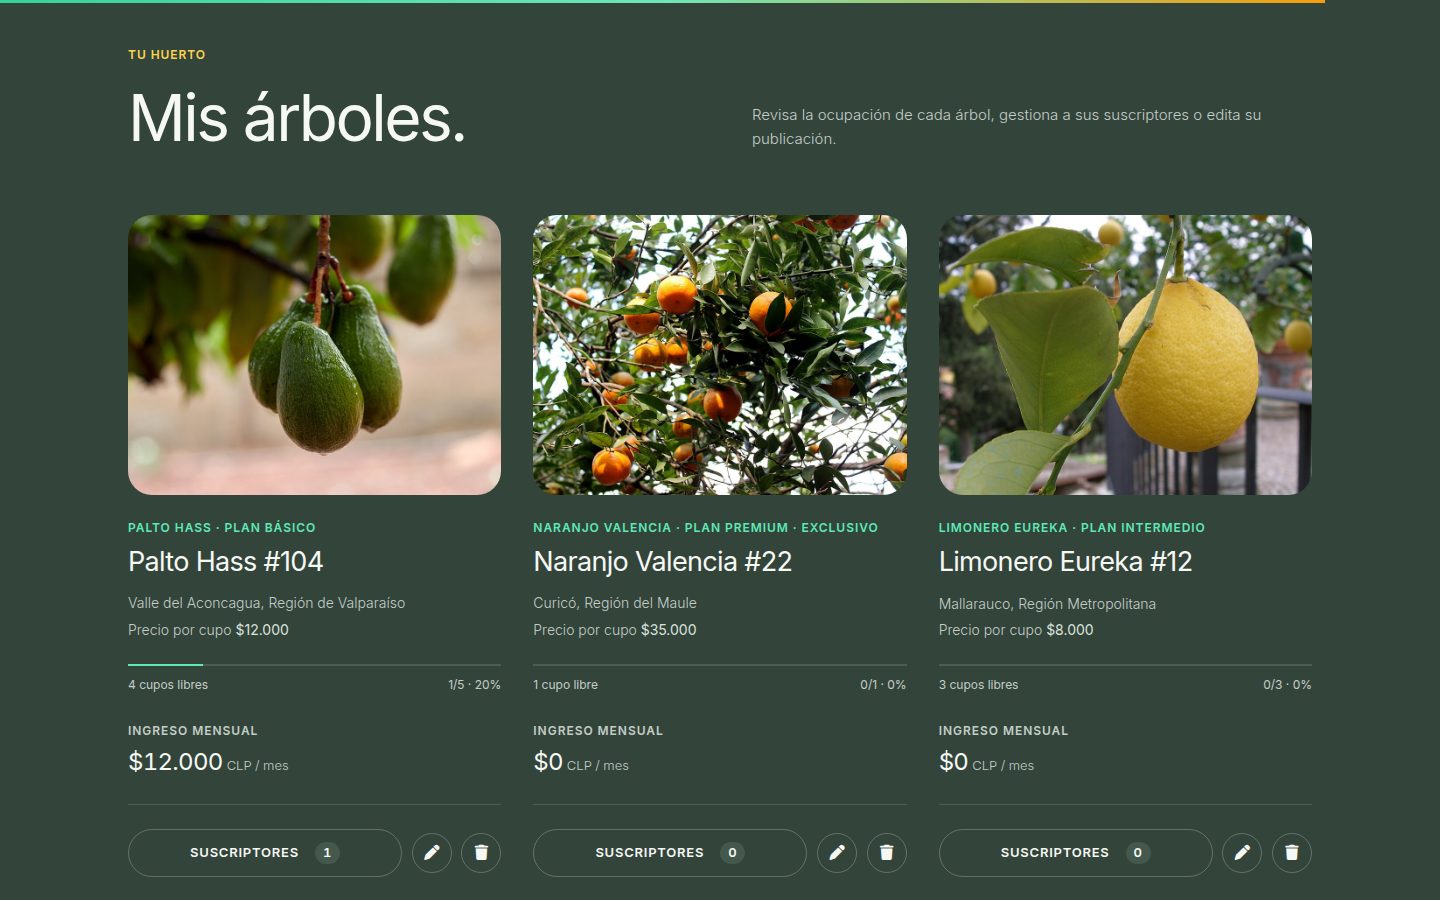 TU HUERTO
Mis árboles.
Revisa la ocupación de cada árbol, gestiona a sus suscriptores o edita su
publicación.
PALTO HASS · PLAN BÁSICO
Palto Hass #104
Valle del Aconcagua, Región de Valparaíso
Precio por cupo $12.000
4 cupos libres 1/5 · 20%
INGRESO MENSUAL
$12.000 CLP / mes
SUSCRIPTORES 1
NARANJO VALENCIA · PLAN PREMIUM · EXCLUSIVO
Naranjo Valencia #22
Curicó, Región del Maule
Precio por cupo $35.000
1 cupo libre 0/1 · 0%
INGRESO MENSUAL
$0 CLP / mes
SUSCRIPTORES 0
LIMONERO EUREKA · PLAN INTERMEDIO
Limonero Eureka #12
Mallarauco, Región Metropolitana
Precio por cupo $8.000
3 cupos libres 0/3 · 0%
INGRESO MENSUAL
$0 CLP / mes
SUSCRIPTORES 0